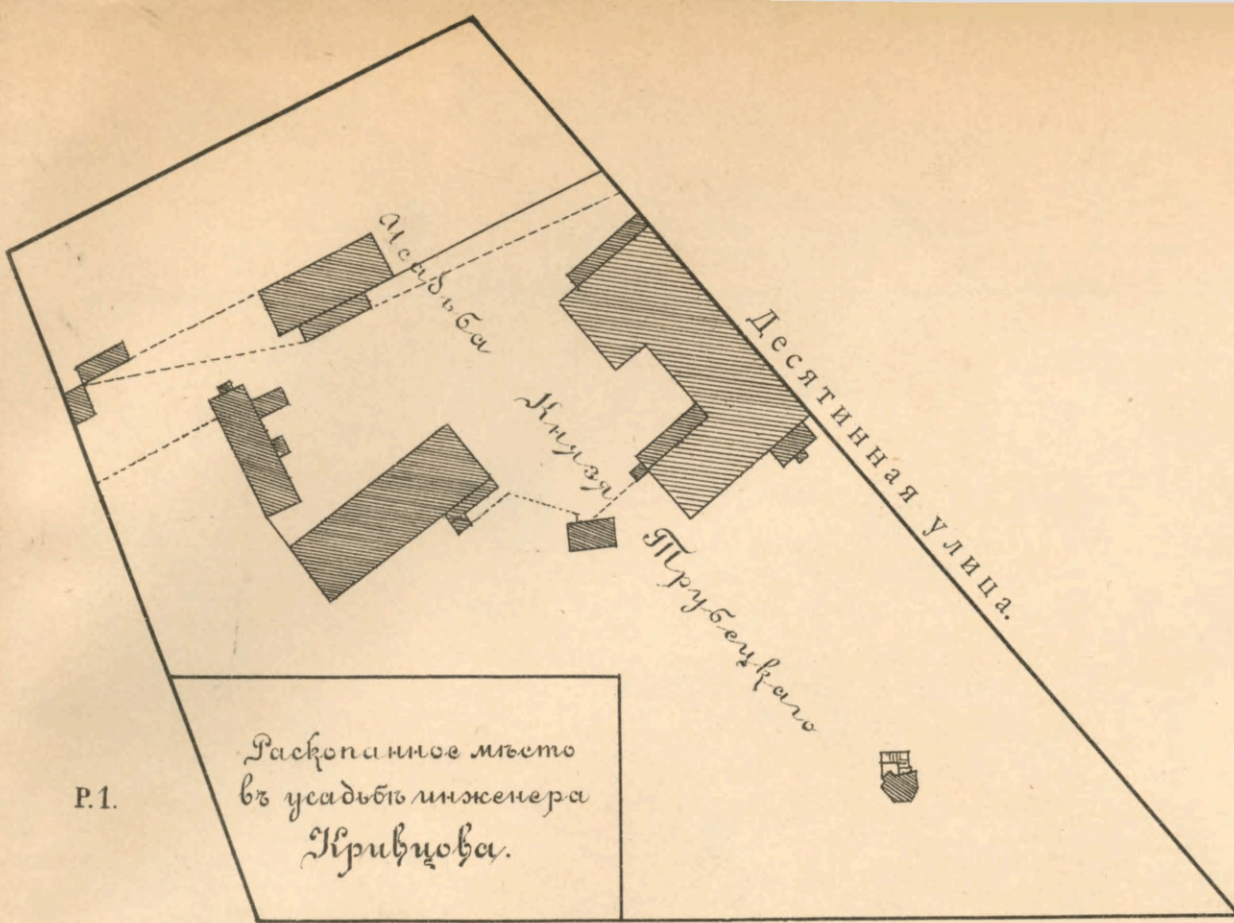 Усадьба
Князя
Трубецкаго
Десятинная улица.
Р.1.
Раскопанное мѣсто
въ усадьбѣ инженера
Кривцова.